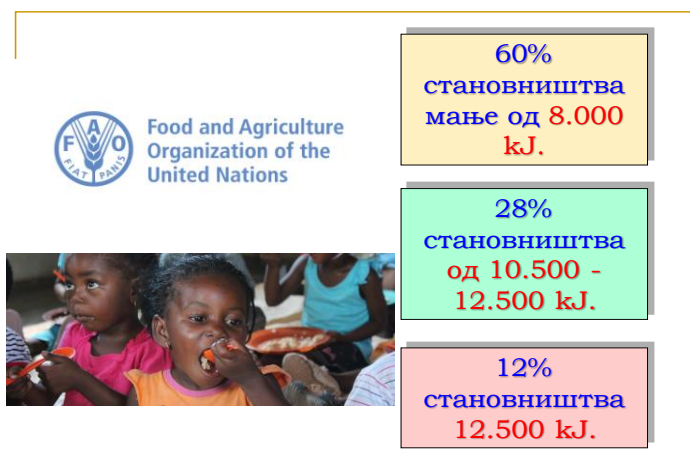 Food and Agriculture
Organization of the
United Nations
F A O
FIAT PANIS
60%
становништва
мање од 8.000
kJ.
28%
становништва
од 10.500 -
12.500 kJ.
12%
становништва
12.500 kJ.